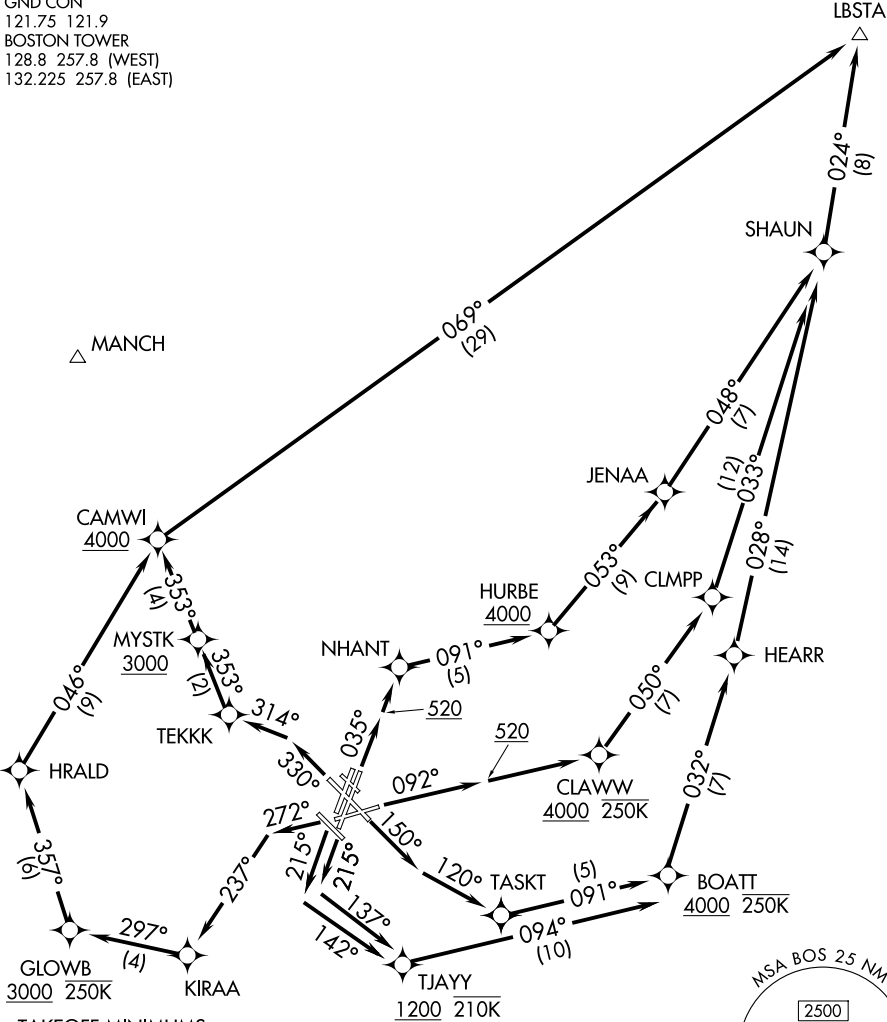 GND CON
121.75 121.9
BOSTON TOWER
128.8 257.8 (WEST)
132.225 257.8 (EAST)
LBSTA
024°
(8)
SHAUN
069°
(29)
MANCH
048°
(7)
JENAA
(12)
033°
028°
(14)
CAMWI
4000
053°
(9)
CLMPP
353°
(4)
HURBE
4000
MYSTK
3000
NHANT
091°
(5)
HEARR
353°
(2)
046°
(9)
050°
(7)
314°
520
TEKKK
035°
520
HRALD
330°
092°
CLAWW
4000 250K
032°
(7)
272°
150°
215°
215°
357°
(6)
237°
120°
TASKT
(5)
091°
BOATT
4000 250K
137°
142°
094°
(10)
297°
(4)
GLOWB
3000 250K
KIRAA
TJAYY
1200 210K
MSA BOS 25 NM
2500
TAKEOFF MINIMUMS